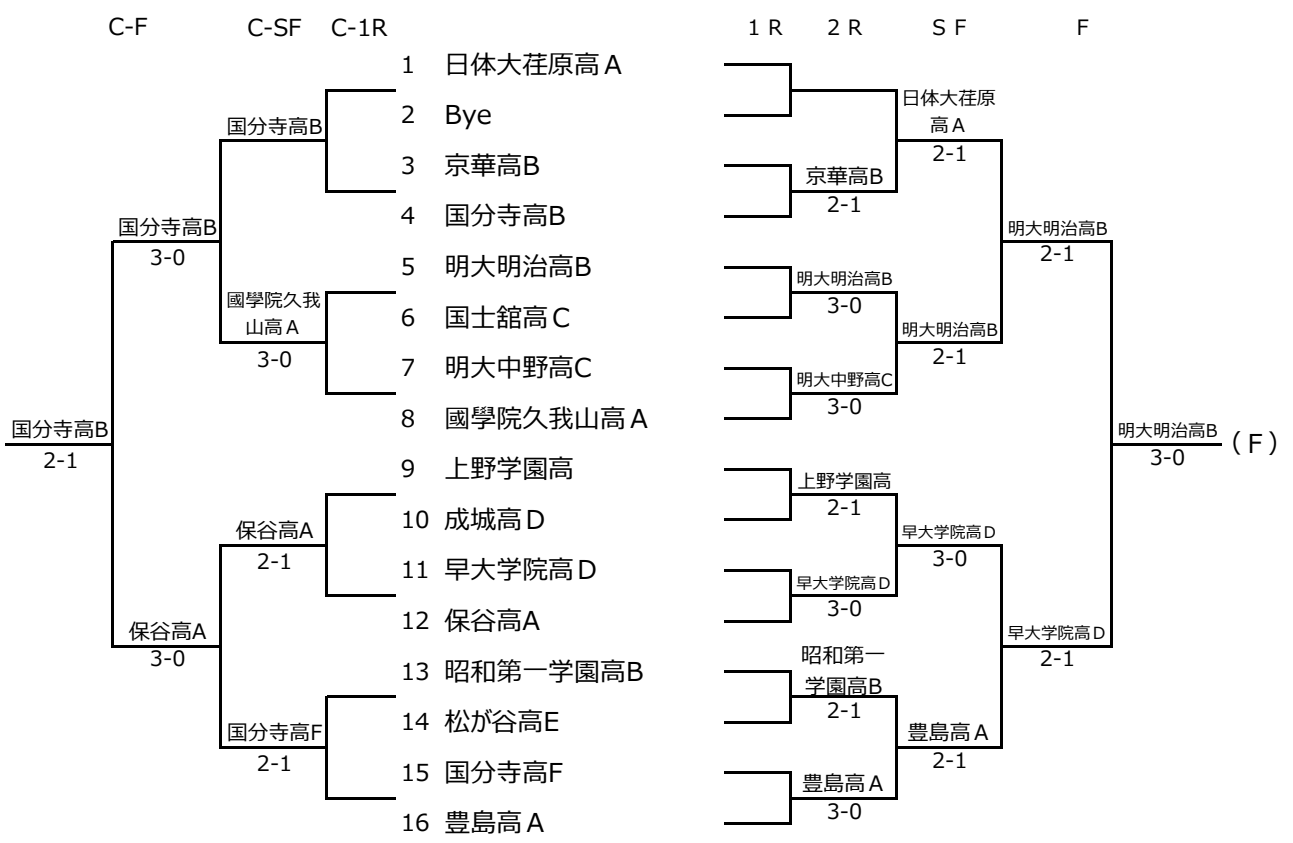 C-F C-SF C-1R 1 R 2 R S F F
1 日体大荏原高A
2 Bye
3 京華高B
4 国分寺高B
5 明大明治高B
6 国士舘高C
7 明大中野高C
8 國學院久我山高A
9 上野学園高
10 成城高D
11 早大学院高D
12 保谷高A
13 昭和第一学園高B
14 松が谷高E
15 国分寺高F
16 豊島高A
国分寺高B
2-1
国分寺高B
3-0
保谷高A
3-0
国分寺高B
國學院久我
山高A
3-0
保谷高A
2-1
国分寺高F
2-1
京華高B
2-1
明大明治高B
3-0
明大中野高C
3-0
上野学園高
2-1
早大学院高D
3-0
昭和第一
学園高B
2-1
豊島高A
3-0
日体大荏原
高A
2-1
明大明治高B
2-1
早大学院高D
3-0
豊島高A
2-1
明大明治高B
2-1
早大学院高D
2-1
明大明治高B (F)
3-0